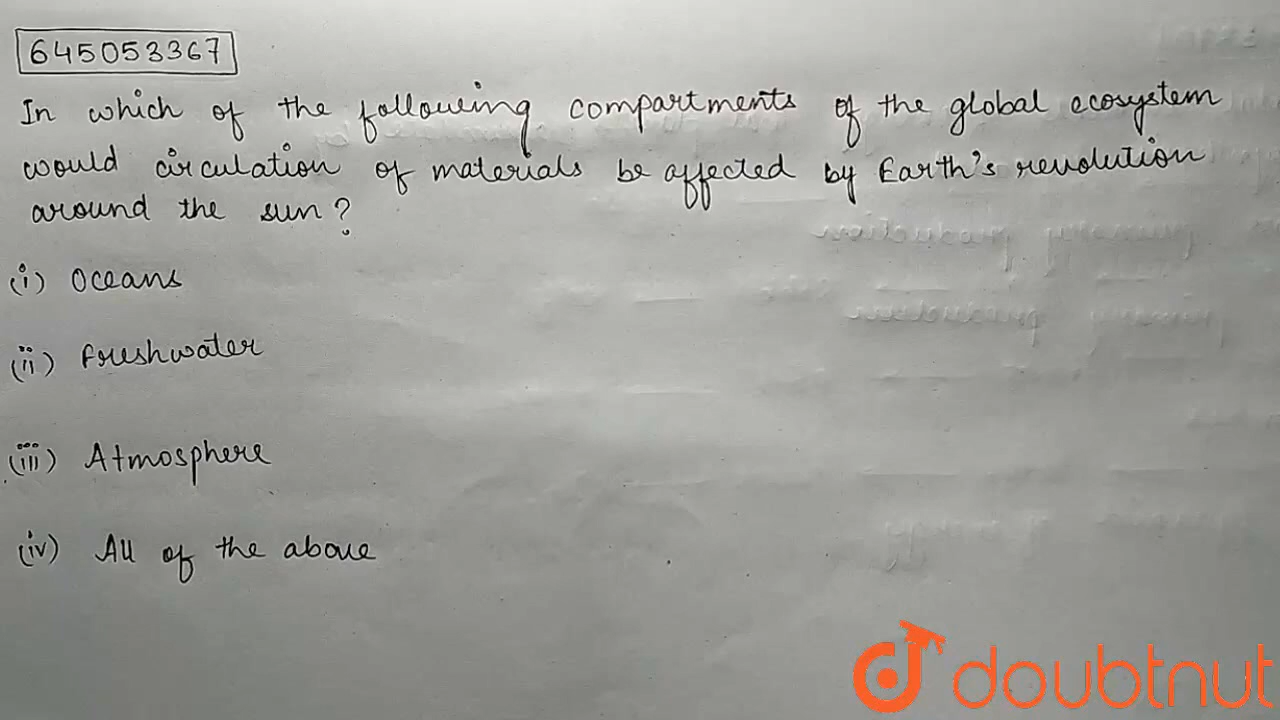 645053367
In which of the following compartments of the global ecosystem
would circulation of materials be affected by Earth's revolution
around the sun?
(i) Oceans
(ii) Freshwater
(iii) Atmosphere
(iv) All of the above
doubtnut